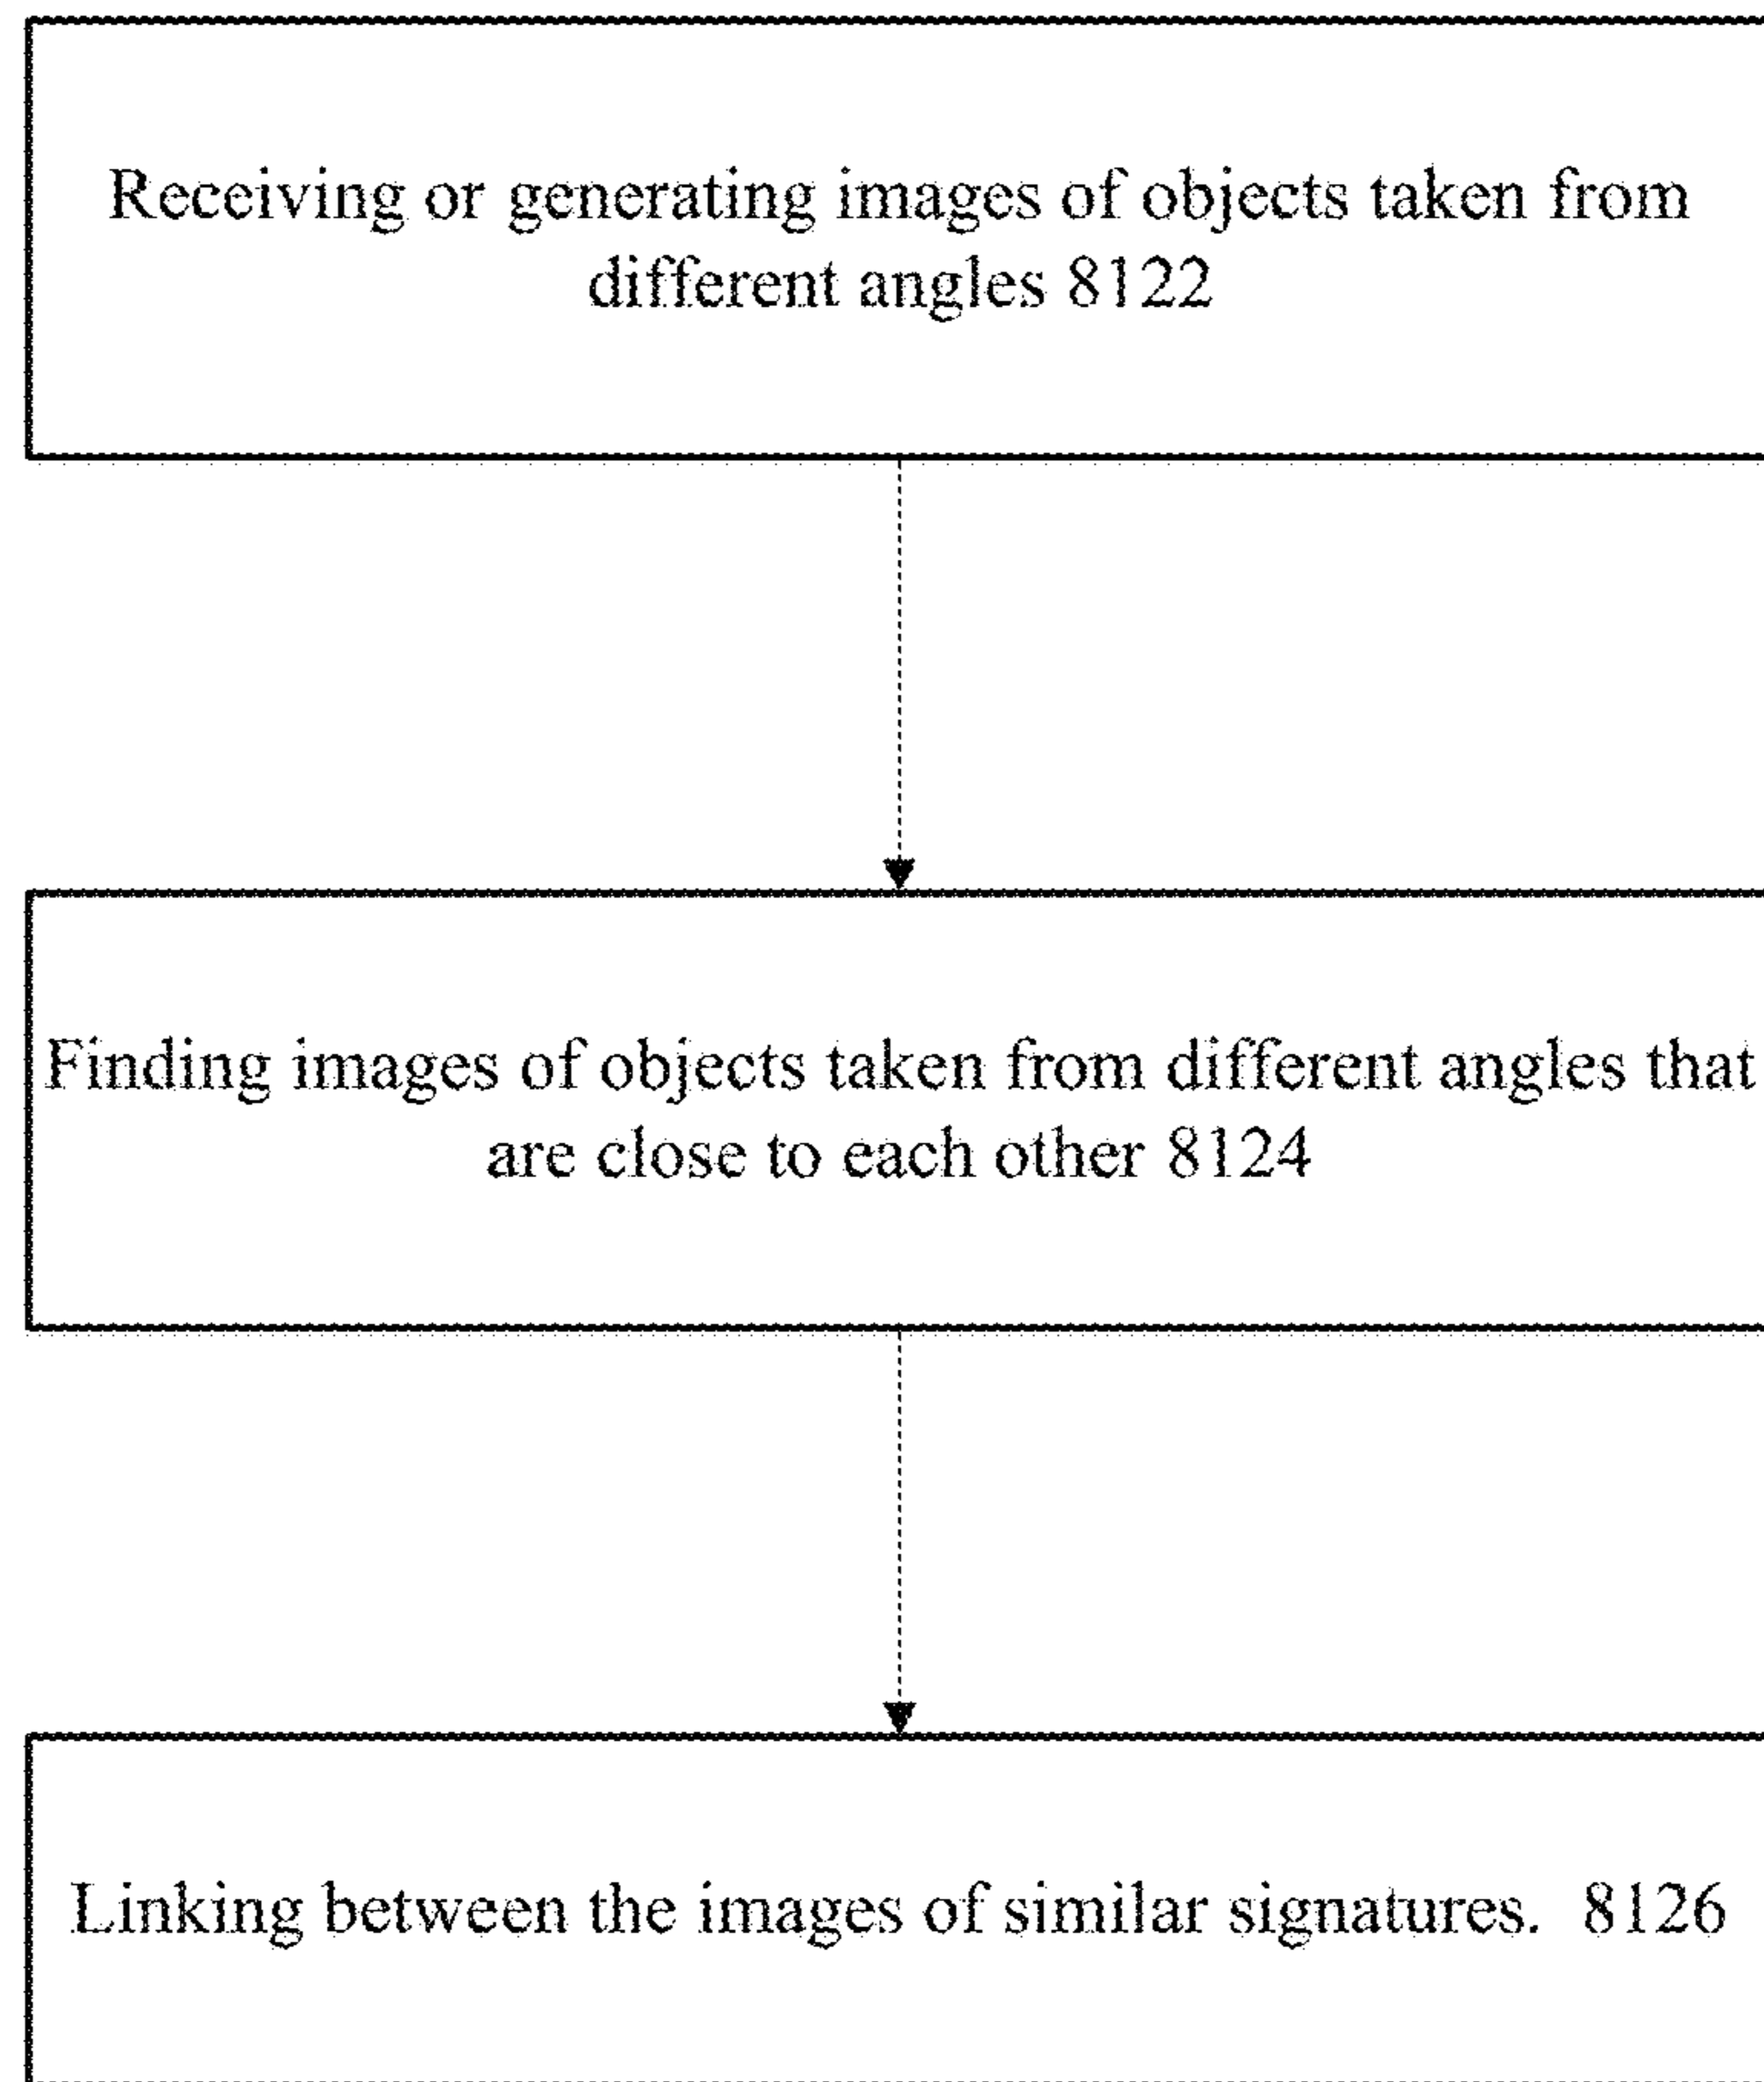 Receiving or generating images of objects taken from
different angles 8122
Finding images of objects taken from different angles that
are close to each other 8124
Linking between the images of similar signatures. 8126